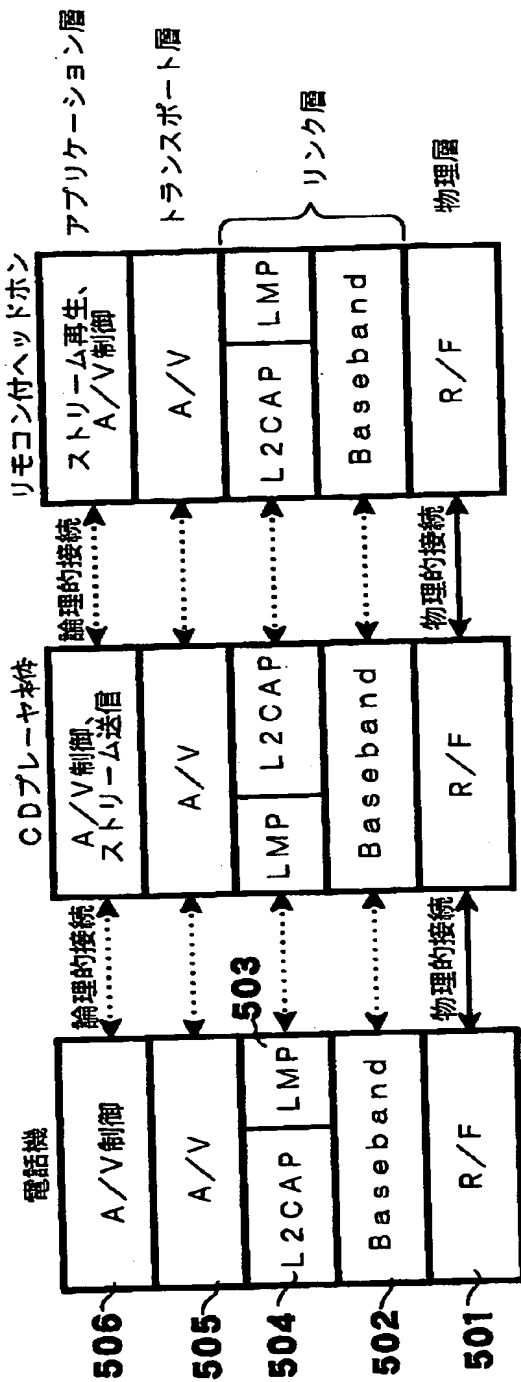 電話機
CDプレーヤ本体
リモコン付ヘッドホン
506
A/V制御
論理的接続
A/V制御、
ストリーム送信
論理的接続
ストリーム再生、
A/V制御
アプリケーション層
505
A/V
A/V
A/V
トランスポート層
504
L2CAP
LMP
503
LMP
L2CAP
L2CAP
LMP
リンク層
502
Baseband
Baseband
Baseband
501
R/F
物理的接続
R/F
物理的接続
R/F
物理層